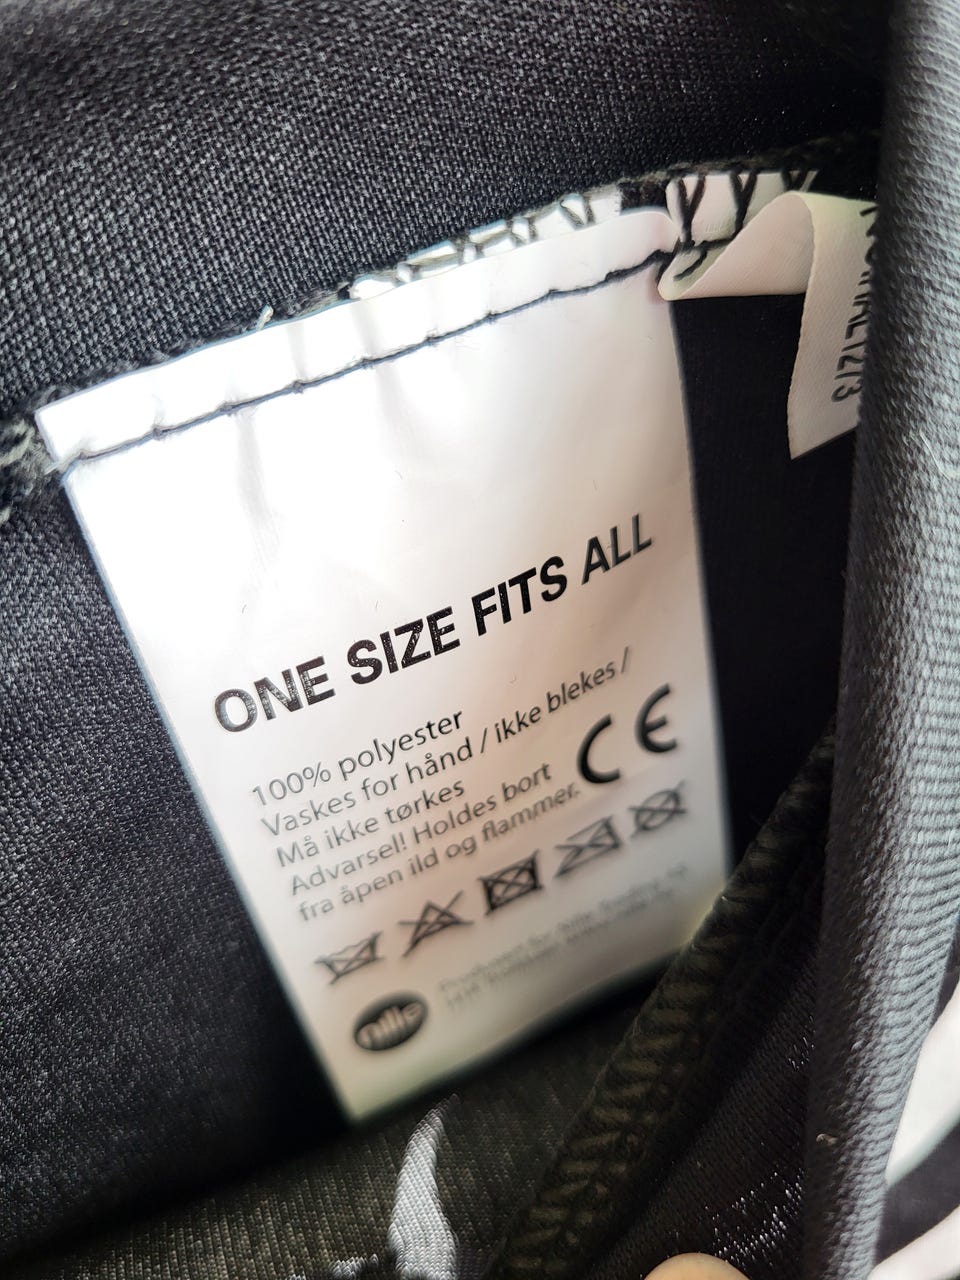 ONE SIZE FITS ALL
100% polyester
Vaskes for hånd / ikke blekes /
Må ikke tørkes
Advarsel! Holdes bort
fra åpen ild og flammer.
CE
nille